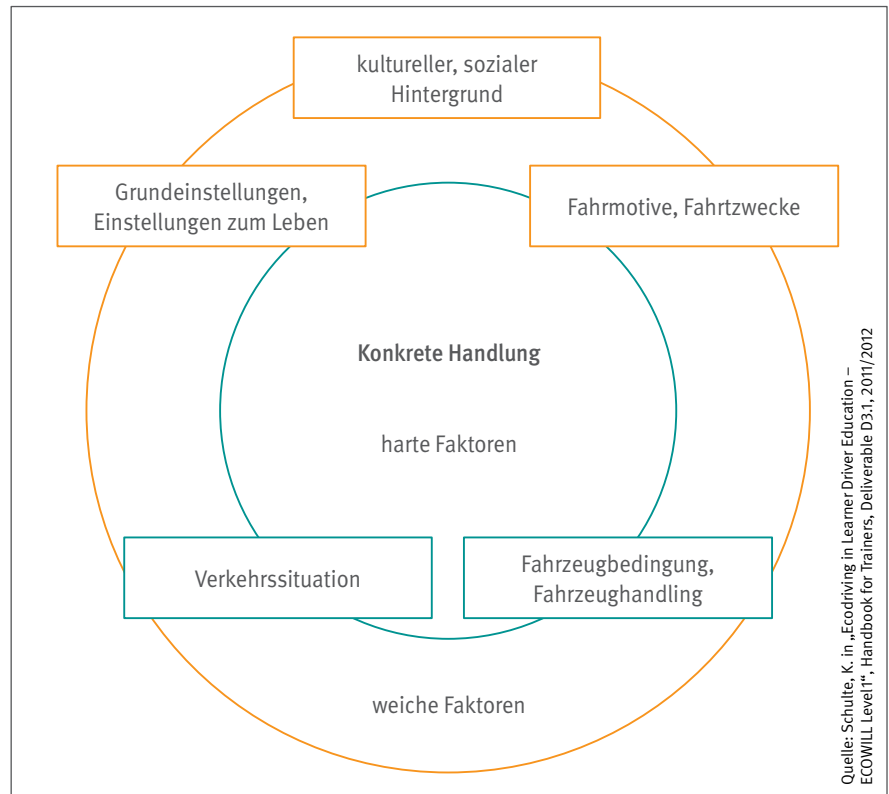 kultureller, sozialer
Hintergrund
Grundeinstellungen,
Einstellungen zum Leben
Fahrmotive, Fahrtzwecke
Konkrete Handlung
harte Faktoren
Verkehrssituation
Fahrzeugbedingung,
Fahrzeughandling
weiche Faktoren
Quelle: Schulte, K. in „Ecodriving in Learner Driver Education –
ECOWILL Level1“, Handbook for Trainers, Deliverable D3.1, 2011/2012